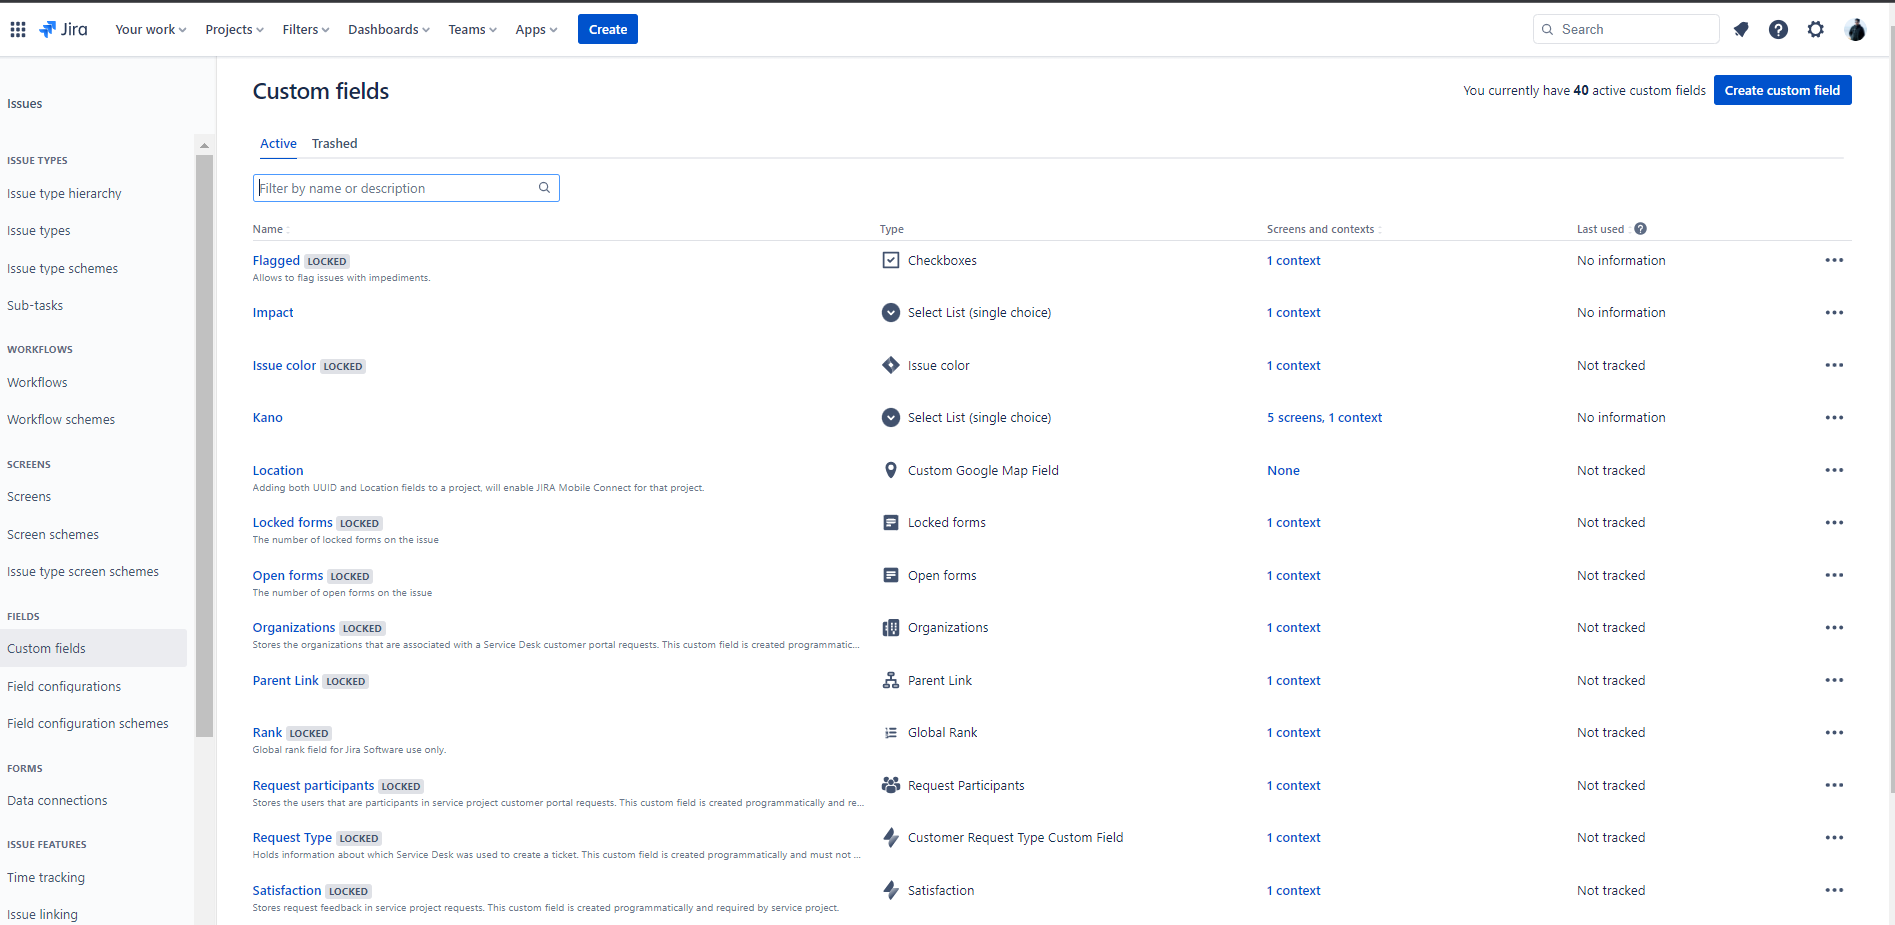 Jira
Your work
Projects
Filters
Dashboards
Teams
Apps
Create
Search
Issues
ISSUE TYPES
Issue type hierarchy
Issue types
Issue type schemes
Sub-tasks
WORKFLOWS
Workflows
Workflow schemes
SCREENS
Screens
Screen schemes
Issue type screen schemes
FIELDS
Custom fields
Field configurations
Field configuration schemes
FORMS
Data connections
ISSUE FEATURES
Time tracking
Issue linking
Custom fields
You currently have 40 active custom fields
Create custom field
Active Trashed
Filter by name or description
Name Type Screens and contexts Last used
Flagged LOCKED Checkboxes 1 context No information
Allows to flag issues with impediments.
Impact Select List (single choice) 1 context No information
Issue color LOCKED Issue color 1 context Not tracked
Kano Select List (single choice) 5 screens, 1 context No information
Location Custom Google Map Field None Not tracked
Adding both UUID and Location fields to a project, will enable JIRA Mobile Connect for that project.
Locked forms LOCKED Locked forms 1 context Not tracked
The number of locked forms on the issue
Open forms LOCKED Open forms 1 context Not tracked
The number of open forms on the issue
Organizations LOCKED Organizations 1 context Not tracked
Stores the organizations that are associated with a Service Desk customer portal requests. This custom field is created programmatic...
Parent Link LOCKED Parent Link 1 context Not tracked
Rank LOCKED Global Rank 1 context Not tracked
Global rank field for Jira Software use only.
Request participants LOCKED Request Participants 1 context Not tracked
Stores the users that are participants in service project customer portal requests. This custom field is created programmatically and re...
Request Type LOCKED Customer Request Type Custom Field 1 context Not tracked
Holds information about which Service Desk was used to create a ticket. This custom field is created programmatically and must not ...
Satisfaction LOCKED Satisfaction 1 context Not tracked
Stores request feedback in service project requests. This custom field is created programmatically and required by service project.